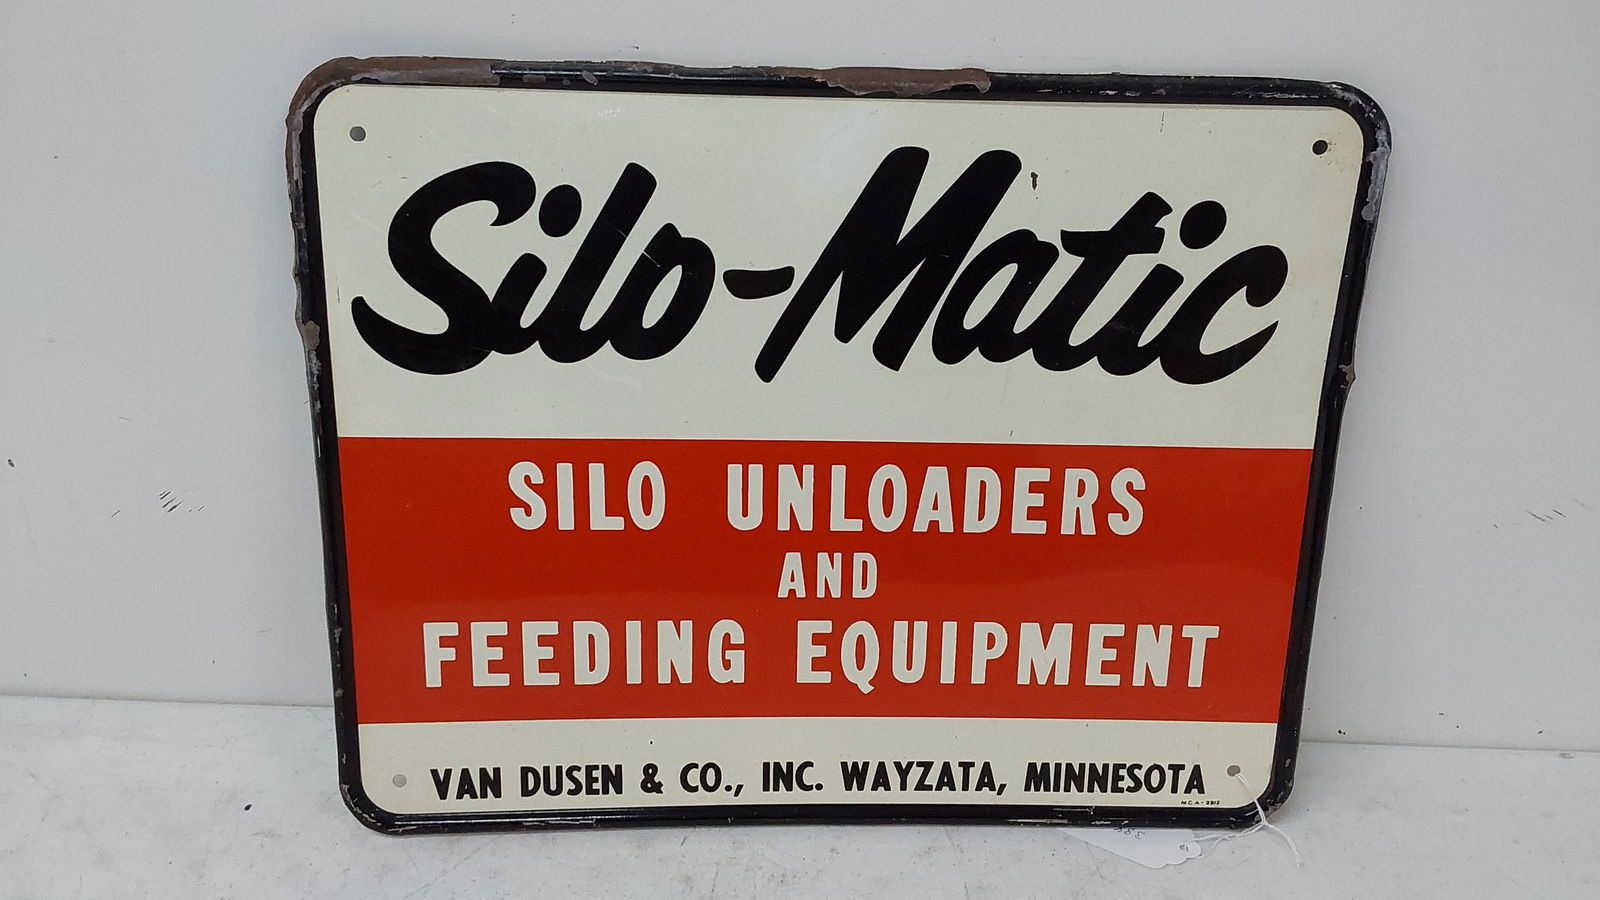 Silo-Matic
SILO UNLOADERS
AND
FEEDING EQUIPMENT
VAN DUSEN & CO., INC. WAYZATA, MINNESOTA